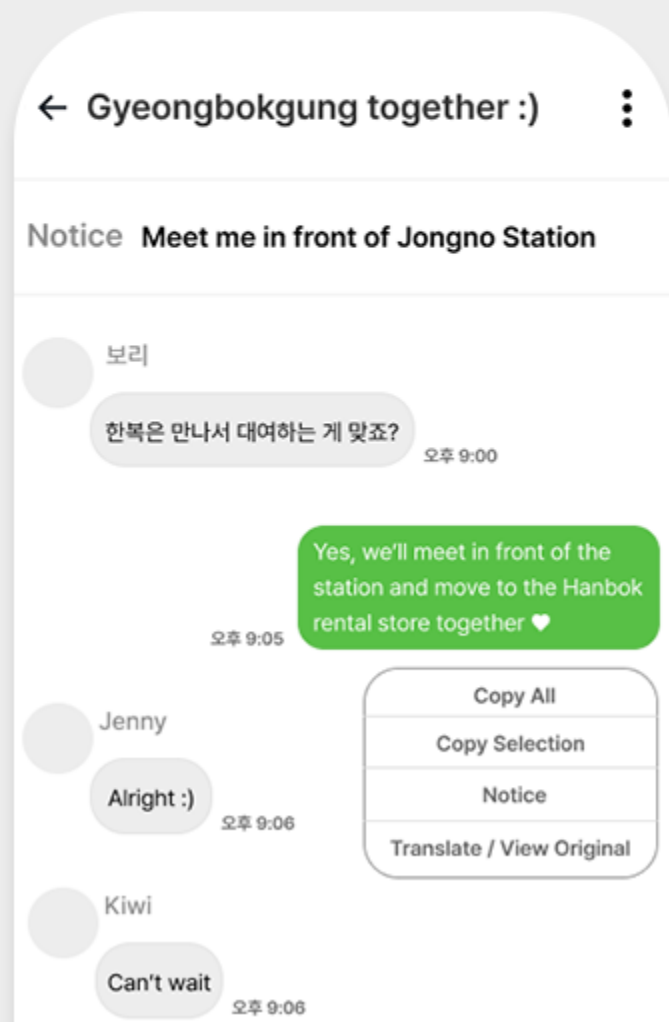 Gyeongbokgung together :)
Notice Meet me in front of Jongno Station
보리
한복은 만나서 대여하는 게 맞죠?
오후 9:00
Yes, we'll meet in front of the
station and move to the Hanbok
rental store together ♥
오후 9:05
Copy All
Copy Selection
Notice
Translate / View Original
Jenny
Alright :)
오후 9:06
Kiwi
Can't wait
오후 9:06